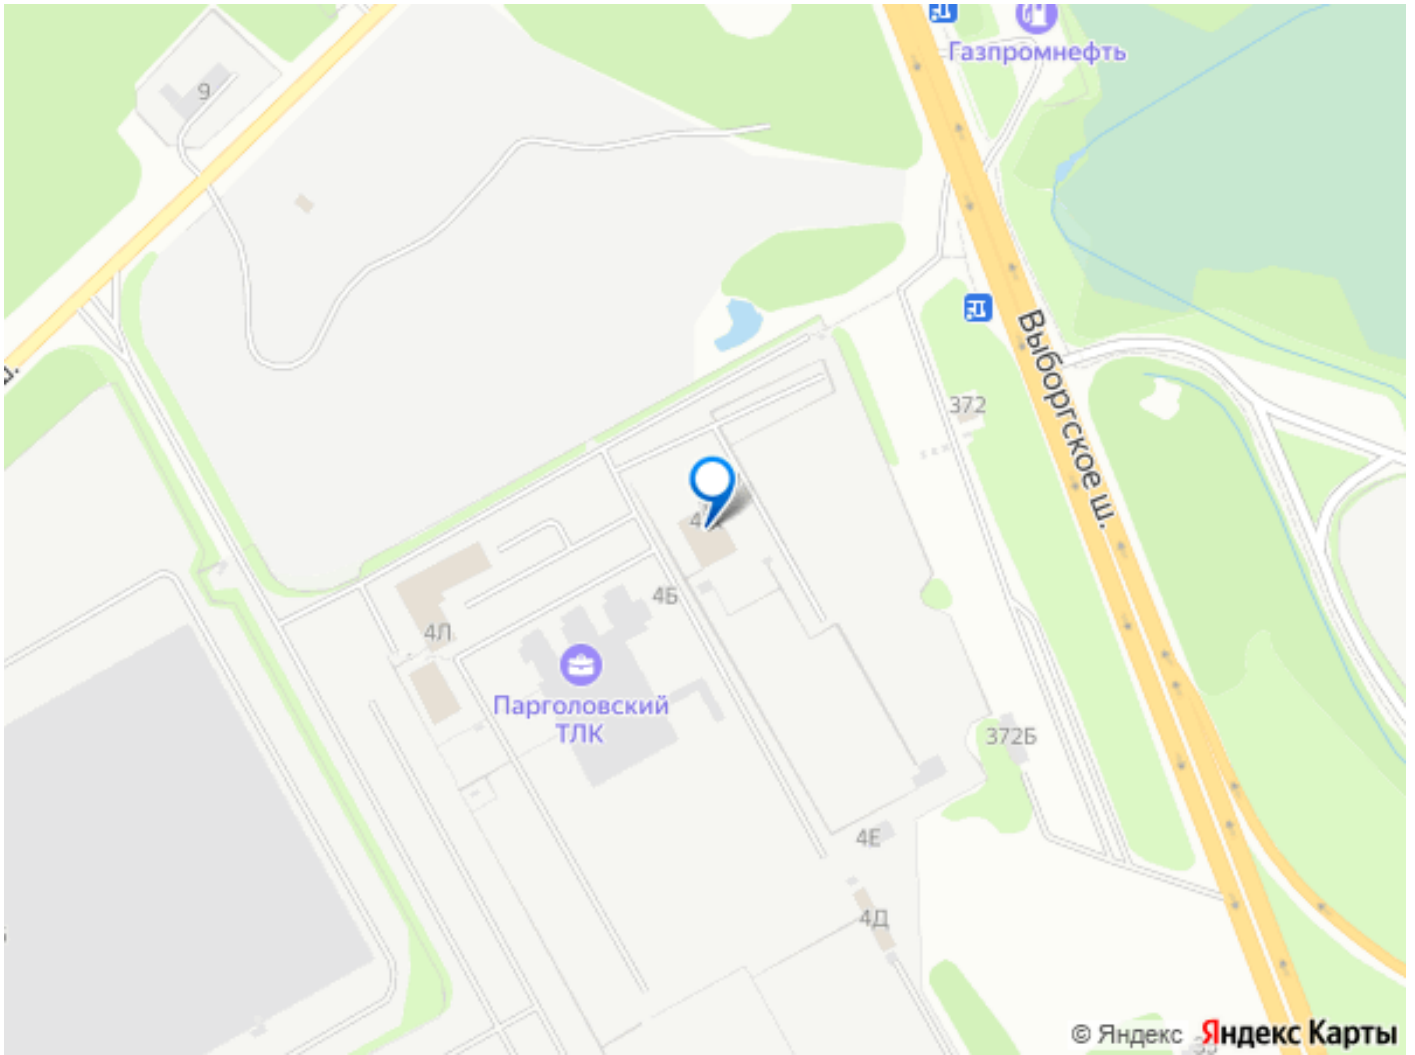 Газпромнефть
9
Выборгское ш.
ш.
372
4Б
4Л
Парголовский
ТЛК
372Б
4Е
4Д
© Яндекс Яндекс Карты